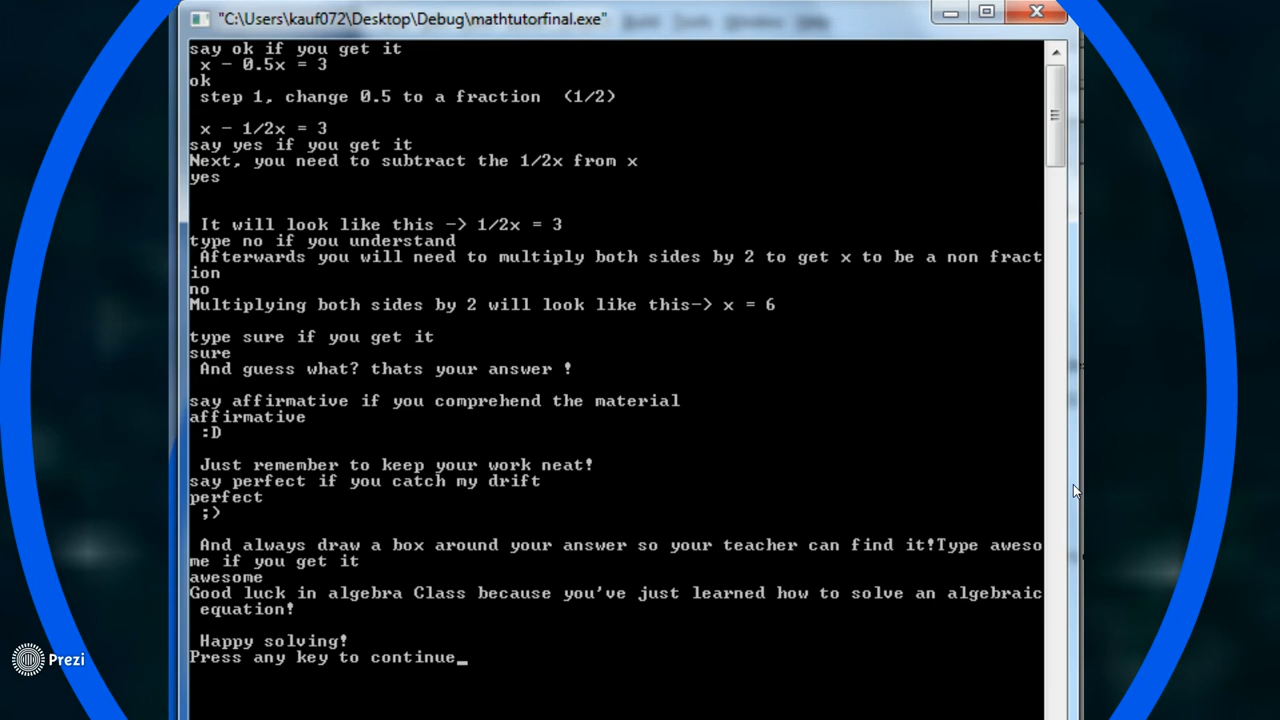 "C:\Users\kauf072\Desktop\Debug\mathtutorfinal.exe"
say ok if you get it
x - 0.5x = 3
ok
step 1, change 0.5 to a fraction (1/2)
x - 1/2x = 3
say yes if you get it
Next, you need to subtract the 1/2x from x
yes
It will look like this -> 1/2x = 3
type no if you understand
Afterwards you will need to multiply both sides by 2 to get x to be a non fract
ion
no
Multiplying both sides by 2 will look like this-> x = 6
type sure if you get it
sure
And guess what? thats your answer !
say affirmative if you comprehend the material
affirmative
:D
Just remember to keep your work neat!
say perfect if you catch my drift
perfect
;)
And always draw a box around your answer so your teacher can find it!Type aweso
me if you get it
awesome
Good luck in algebra Class because you've just learned how to solve an algebraic
equation!
Happy solving!
Press any key to continue_
Prezi